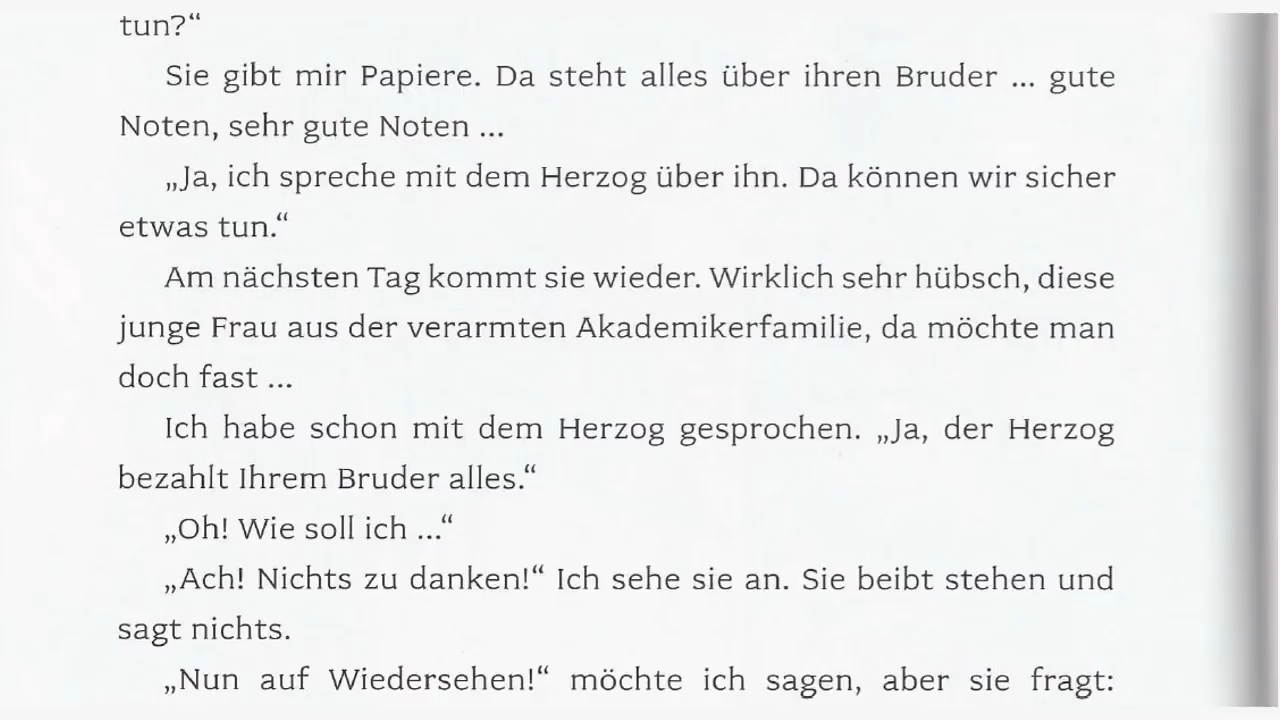 tun?“
Sie gibt mir Papiere. Da steht alles über ihren Bruder ... gute
Noten, sehr gute Noten ...
„Ja, ich spreche mit dem Herzog über ihn. Da können wir sicher
etwas tun.“
Am nächsten Tag kommt sie wieder. Wirklich sehr hübsch, diese
junge Frau aus der verarmten Akademikerfamilie, da möchte man
doch fast ...
Ich habe schon mit dem Herzog gesprochen. „Ja, der Herzog
bezahlt Ihrem Bruder alles.“
„Oh! Wie soll ich ...“
„Ach! Nichts zu danken!“ Ich sehe sie an. Sie beibt stehen und
sagt nichts.
„Nun auf Wiedersehen!“ möchte ich sagen, aber sie fragt: